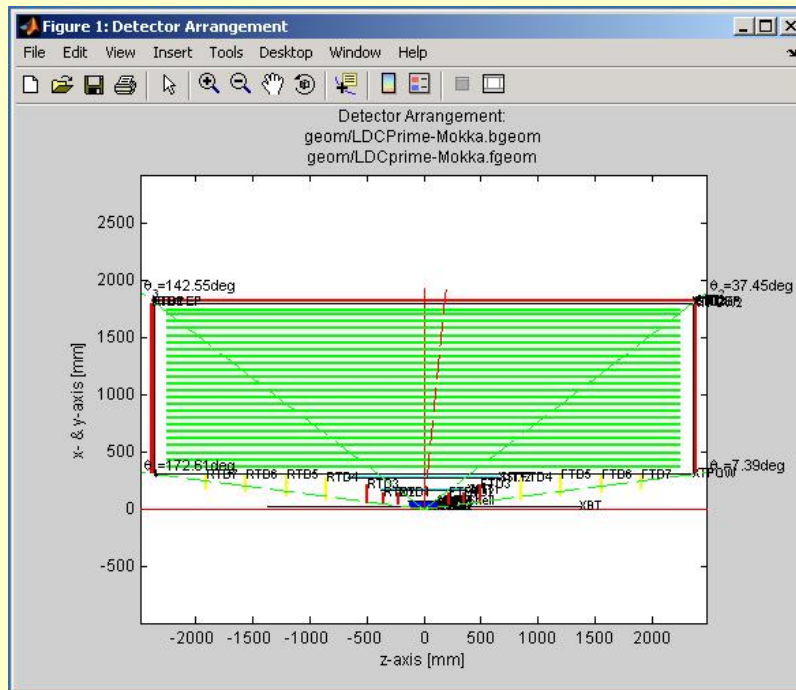 Figure 1: Detector Arrangement
File Edit View Insert Tools Desktop Window Help
Detector Arrangement:
geom/LDCPrime-Mokka.bgeom
geom/LDCprime-Mokka.fgeom
2500
2000
1500
1000
500
0
-500
x- & y-axis [mm]
=142.55deg
=37.45deg
=172.61deg
=7.39deg
RTD7 RTD6 RTD5 RTD4 RTD3
FTD3 FTD4 FTD5 FTD6 FTD7
XTPCIW
XBT
-2000 -1500 -1000 -500 0 500 1000 1500 2000
z-axis [mm]